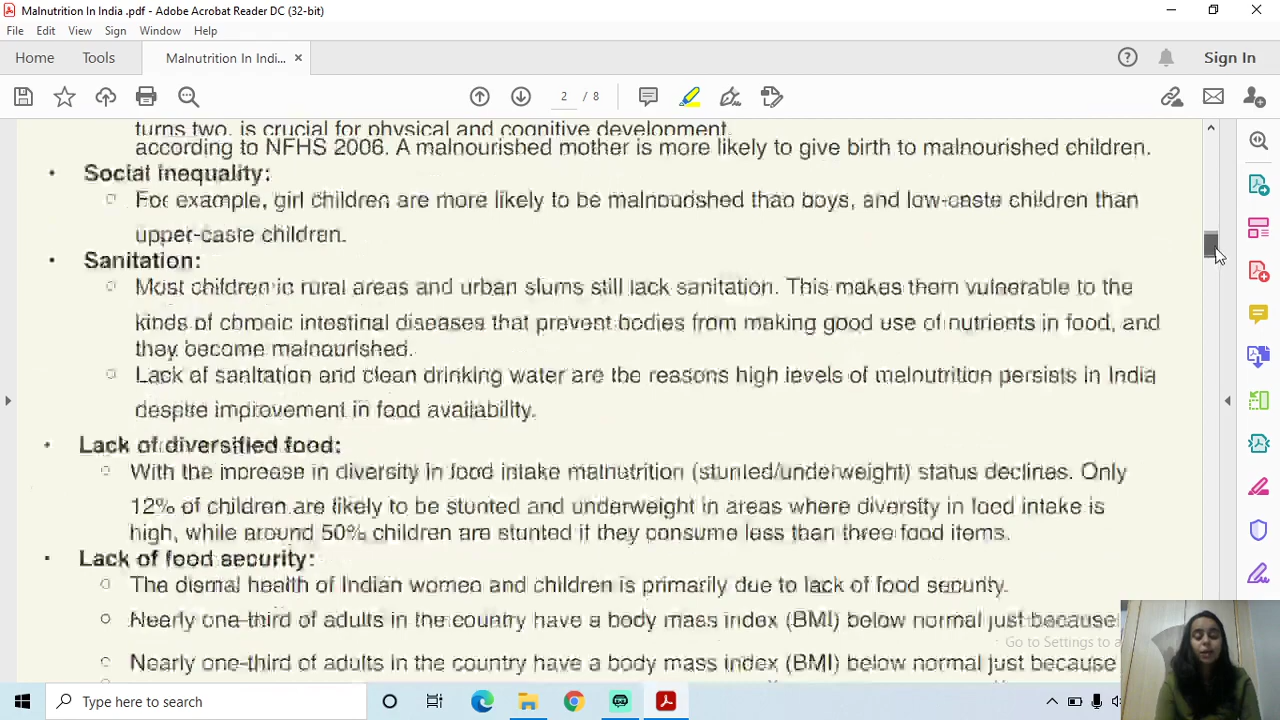 Malnutrition In India .pdf - Adobe Acrobat Reader DC (32-bit)
File Edit View Sign Window Help
Home Tools Malnutrition In Indi... ×
Sign In
2 / 8
turns two, is crucial for physical and cognitive development.
according to NFHS 2006. A malnourished mother is more likely to give birth to malnourished children.
• Social inequality:
For example, girl children are more likely to be malnourished than boys, and low-caste children than
upper-caste children.
• Sanitation:
Most children in rural areas and urban slums still lack sanitation. This makes them vulnerable to the
kinds of chronic intestinal diseases that prevent bodies from making good use of nutrients in food, and
they become malnourished.
Lack of sanitation and clean drinking water are the reasons high levels of malnutrition persists in India
despite improvement in food availability.
• Lack of diversified food:
With the increase in diversity in food intake malnutrition (stunted/underweight) status declines. Only
12% of children are likely to be stunted and underweight in areas where diversity in food intake is
high, while around 50% children are stunted if they consume less than three food items.
• Lack of food security:
The dismal health of Indian women and children is primarily due to lack of food security.
Nearly one-third of adults in the country have a body mass index (BMI) below normal just because
Go to Settings to a
Nearly one-third of adults in the country have a body mass index (BMI) below normal just because
Type here to search